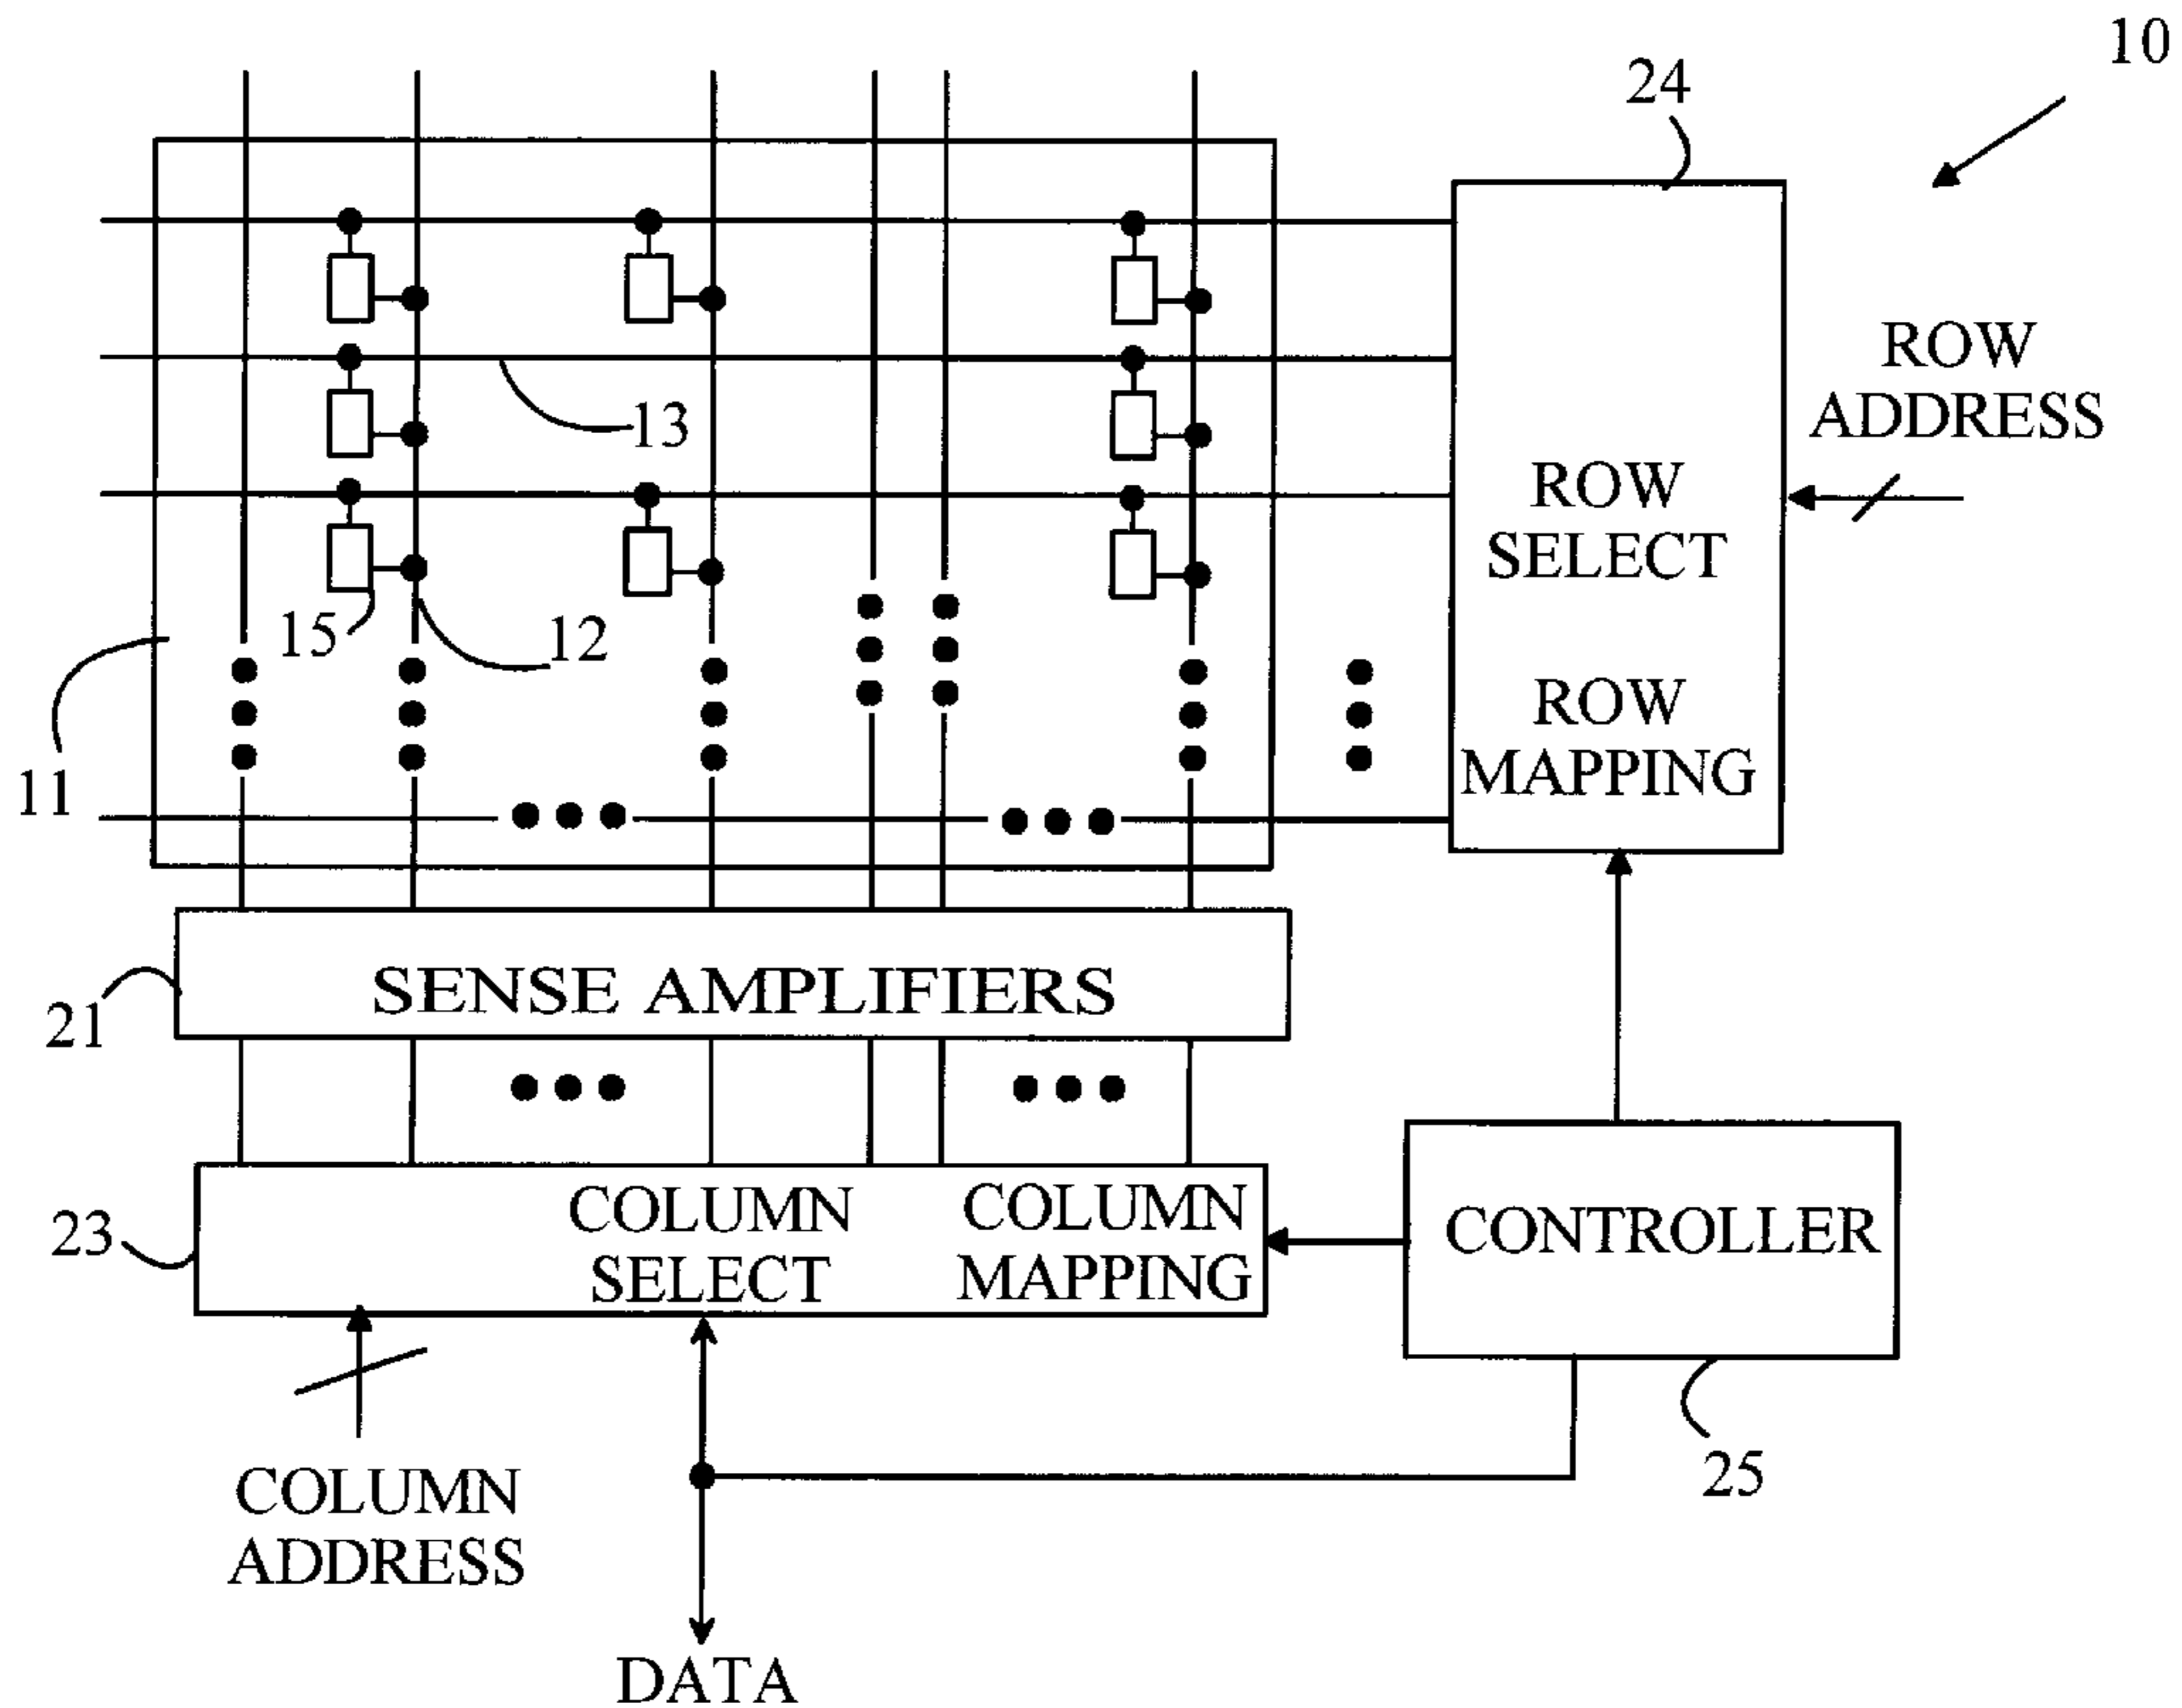 10
24
ROW
ADDRESS
13
ROW
SELECT
15
12
ROW
MAPPING
11
SENSE AMPLIFIERS
21
COLUMN
SELECT
COLUMN
MAPPING
23
CONTROLLER
25
COLUMN
ADDRESS
DATA